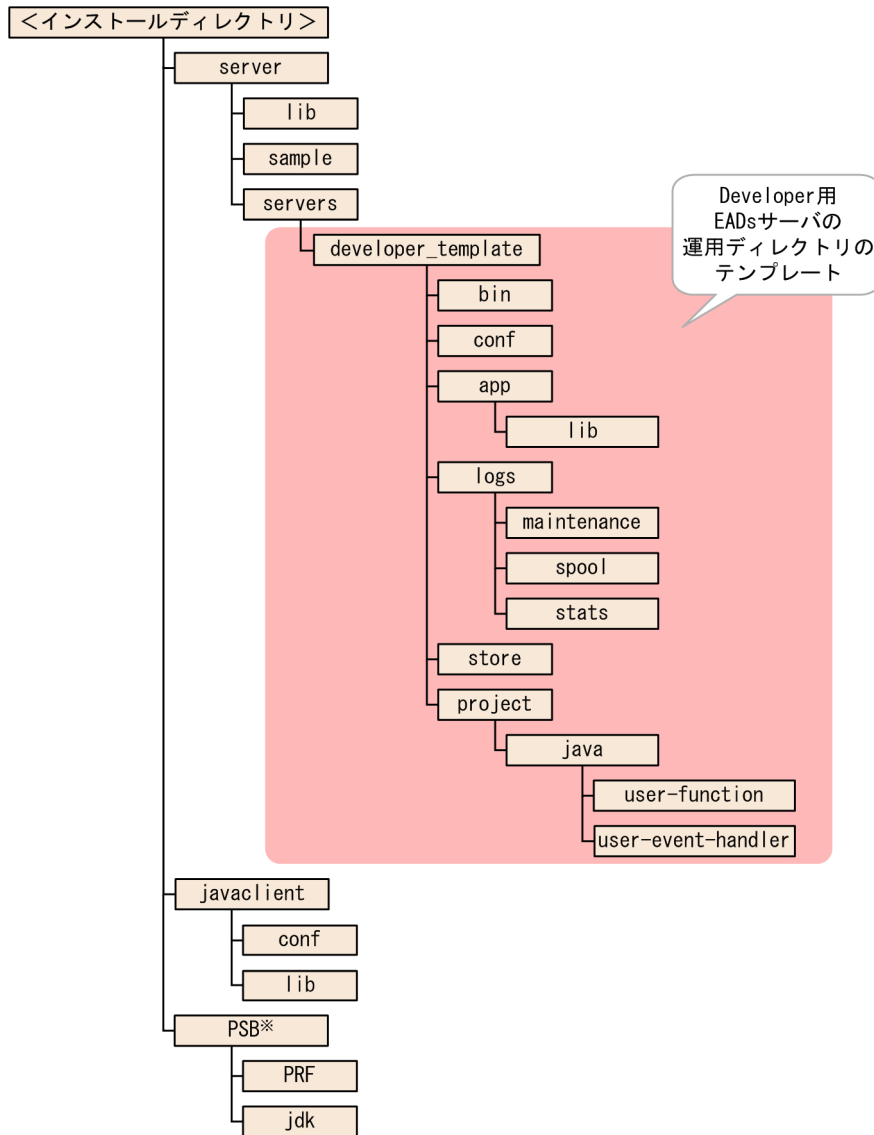 ＜インストールディレクトリ＞
server
lib
sample
servers
developer_template
Developer用
EADsサーバの
運用ディレクトリの
テンプレート
bin
conf
app
lib
logs
maintenance
spool
stats
store
project
java
user-function
user-event-handler
javaclient
conf
lib
PSB※
PRF
jdk